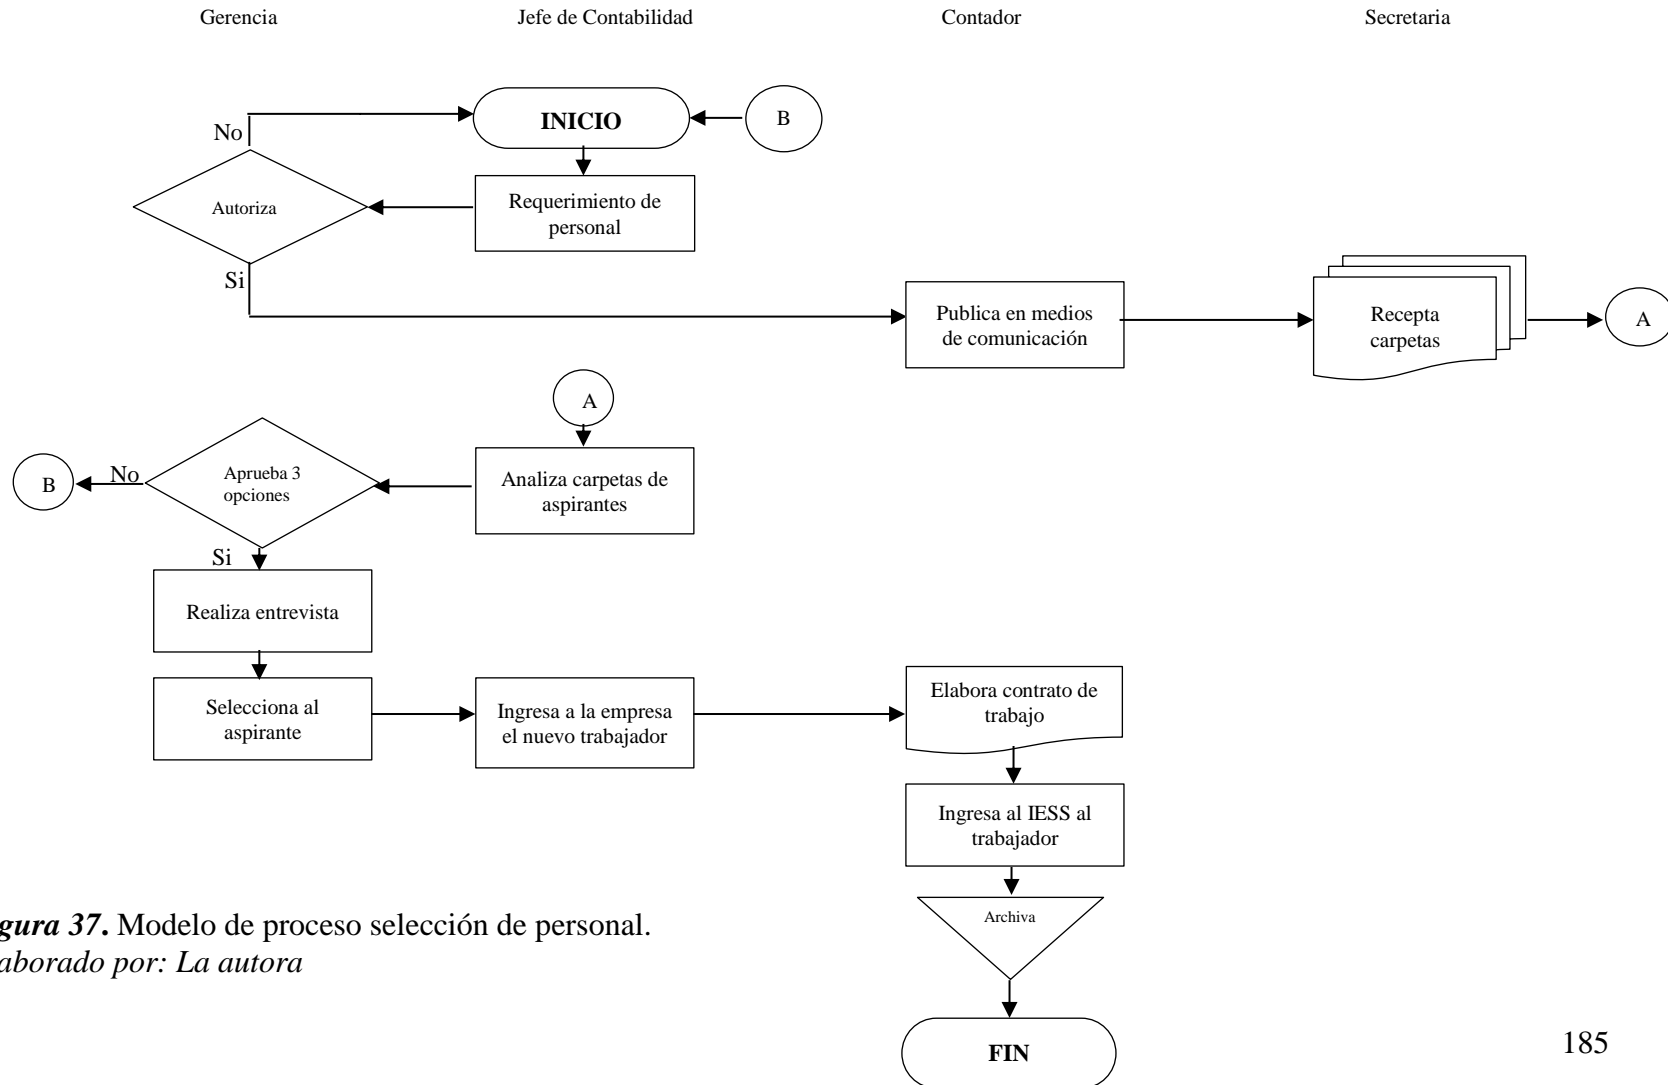 Gerencia
Jefe de Contabilidad
Contador
Secretaria
No
INICIO
B
Autoriza
Requerimiento de
personal
Si
Publica en medios
de comunicación
Recepta
carpetas
A
A
B
No
Aprueba 3
opciones
Analiza carpetas de
aspirantes
Si
Realiza entrevista
Selecciona al
aspirante
Ingresa a la empresa
el nuevo trabajador
Elabora contrato de
trabajo
Ingresa al IESS al
trabajador
Archiva
FIN
gura 37. Modelo de proceso selección de personal.
aborado por: La autora
185